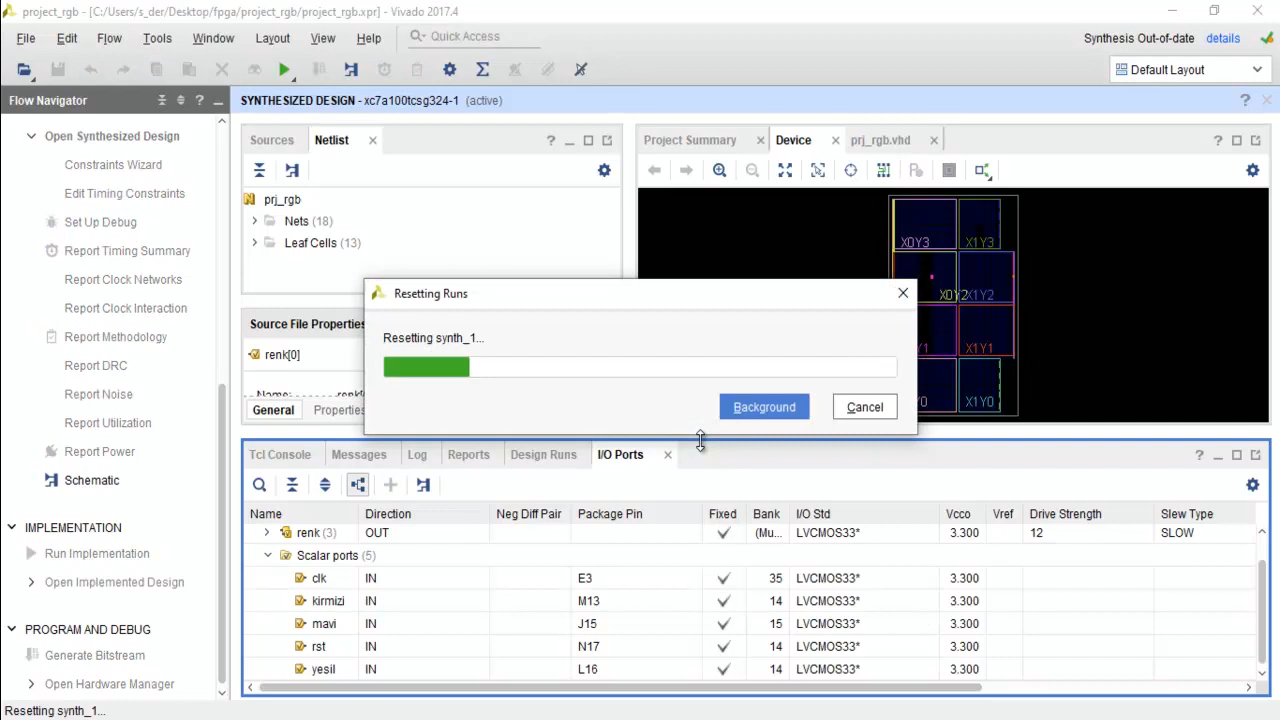 project_rgb - [C:/Users/s_der/Desktop/fpga/project_rgb/project_rgb.xpr] - Vivado 2017.4
File Edit Flow Tools Window Layout View Help Quick Access Synthesis Out-of-date details
Default Layout
Flow Navigator
SYNTHESIZED DESIGN - xc7a100tcsg324-1 (active)
Open Synthesized Design
Constraints Wizard
Edit Timing Constraints
Set Up Debug
Report Timing Summary
Report Clock Networks
Report Clock Interaction
Report Methodology
Report DRC
Report Noise
Report Utilization
Report Power
Schematic
IMPLEMENTATION
Run Implementation
Open Implemented Design
PROGRAM AND DEBUG
Generate Bitstream
Open Hardware Manager
Sources Netlist
prj_rgb
Nets (18)
Leaf Cells (13)
Source File Properties
renk[0]
Name: renk
General Properties
Project Summary Device prj_rgb.vhd
X0Y3 X1Y3
X0Y2 X1Y2
Y1 X1Y1
Y0 X1Y0
Resetting Runs
Resetting synth_1...
Background Cancel
Tcl Console Messages Log Reports Design Runs I/O Ports
Name Direction Neg Diff Pair Package Pin Fixed Bank I/O Std Vcco Vref Drive Strength Slew Type
renk (3) OUT (Mu... LVCMOS33* 3.300 12 SLOW
Scalar ports (5)
clk IN E3 35 LVCMOS33* 3.300
kirmizi IN M13 14 LVCMOS33* 3.300
mavi IN J15 15 LVCMOS33* 3.300
rst IN N17 14 LVCMOS33* 3.300
yesil IN L16 14 LVCMOS33* 3.300
Resetting synth_1...